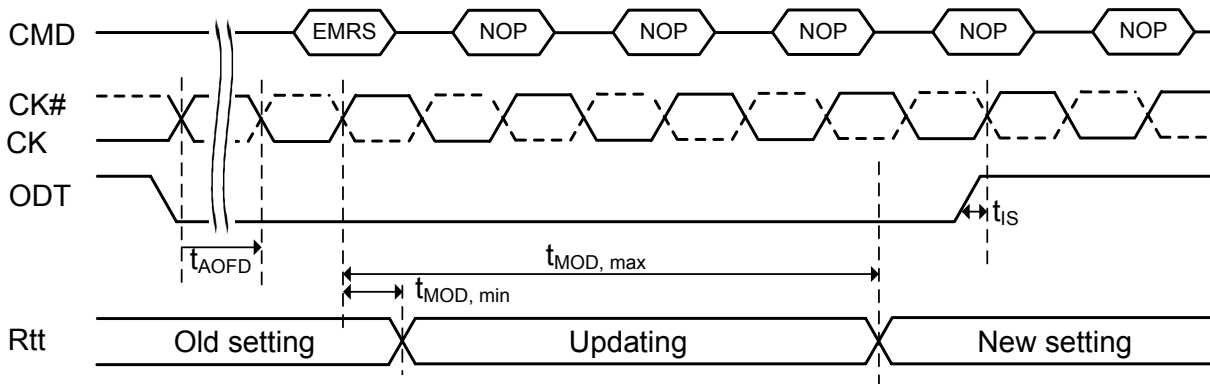 CMD EMRS NOP NOP NOP NOP NOP
CK#
CK
ODT
tIS
tAOFD
tMOD, max
tMOD, min
Rtt Old setting Updating New setting